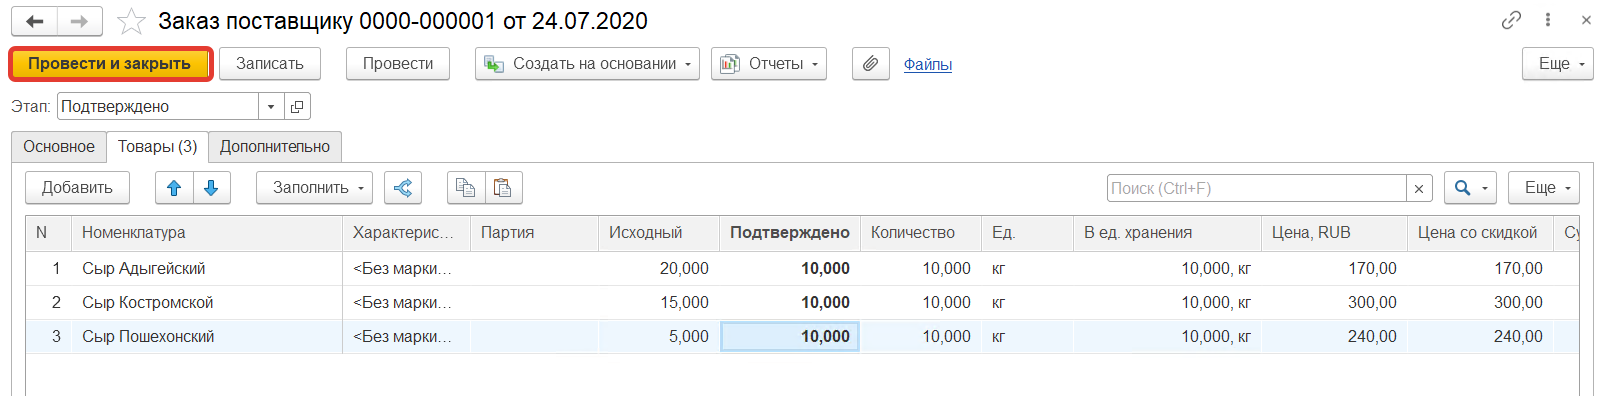 Заказ поставщику 0000-000001 от 24.07.2020
Провести и закрыть Записать Провести Создать на основании Отчеты Файлы Еще
Этап: Подтверждено
Основное Товары (3) Дополнительно
Добавить Заполнить Поиск (Ctrl+F) Еще
N Номенклатура Характерис... Партия Исходный Подтверждено Количество Ед. В ед. хранения Цена, RUB Цена со скидкой Су
1 Сыр Адыгейский <Без марки... 20,000 10,000 10,000 кг 10,000, кг 170,00 170,00
2 Сыр Костромской <Без марки... 15,000 10,000 10,000 кг 10,000, кг 300,00 300,00
3 Сыр Пошехонский <Без марки... 5,000 10,000 10,000 кг 10,000, кг 240,00 240,00